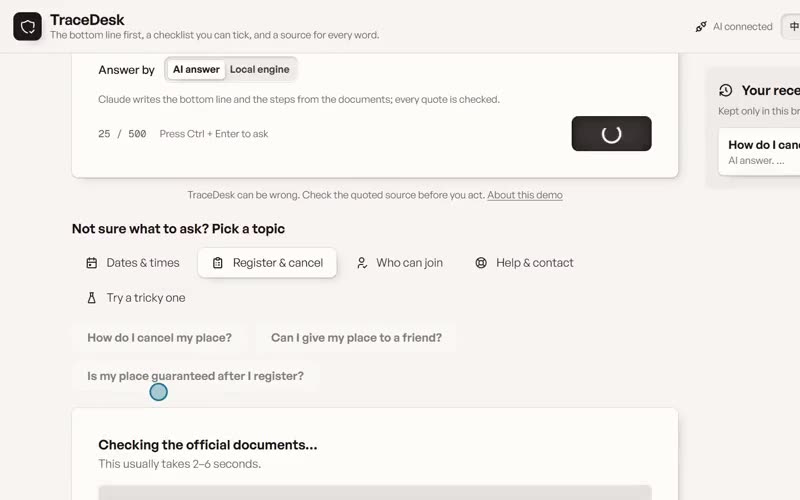 TraceDesk
The bottom line first, a checklist you can tick, and a source for every word.
AI connected
中
Answer by
AI answer
Local engine
Claude writes the bottom line and the steps from the documents; every quote is checked.
25 / 500
Press Ctrl + Enter to ask
Your rece
Kept only in this br
How do I canc
AI answer. ...
TraceDesk can be wrong. Check the quoted source before you act. About this demo
Not sure what to ask? Pick a topic
Dates & times
Register & cancel
Who can join
Help & contact
Try a tricky one
How do I cancel my place?
Can I give my place to a friend?
Is my place guaranteed after I register?
Checking the official documents...
This usually takes 2–6 seconds.